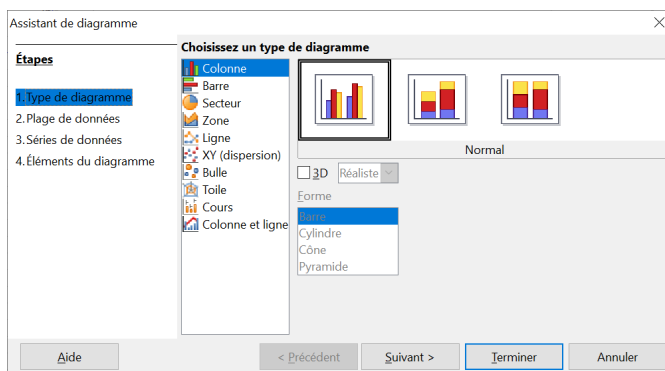 Assistant de diagramme
Étapes
1.Type de diagramme
2.Plage de données
3.Séries de données
4.Éléments du diagramme
Choisissez un type de diagramme
Colonne
Barre
Secteur
Zone
Ligne
XY (dispersion)
Bulle
Toile
Cours
Colonne et ligne
Normal
3D Réaliste
Forme
Barre
Cylindre
Cône
Pyramide
Aide < Précédent Suivant > Terminer Annuler